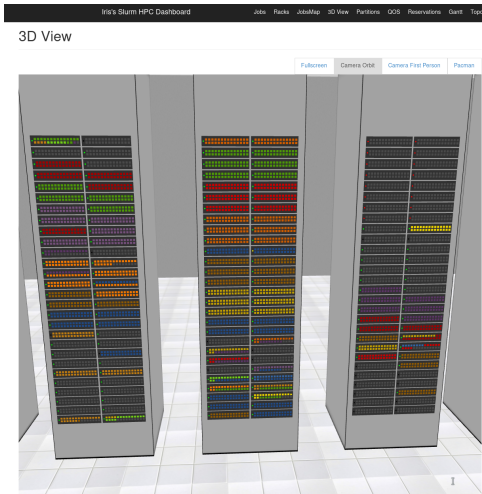 Iris's Slurm HPC Dashboard
Jobs Racks JobsMap 3D View Partitions QOS Reservations Gantt Topo
3D View
Fullscreen Camera Orbit Camera First Person Pacman